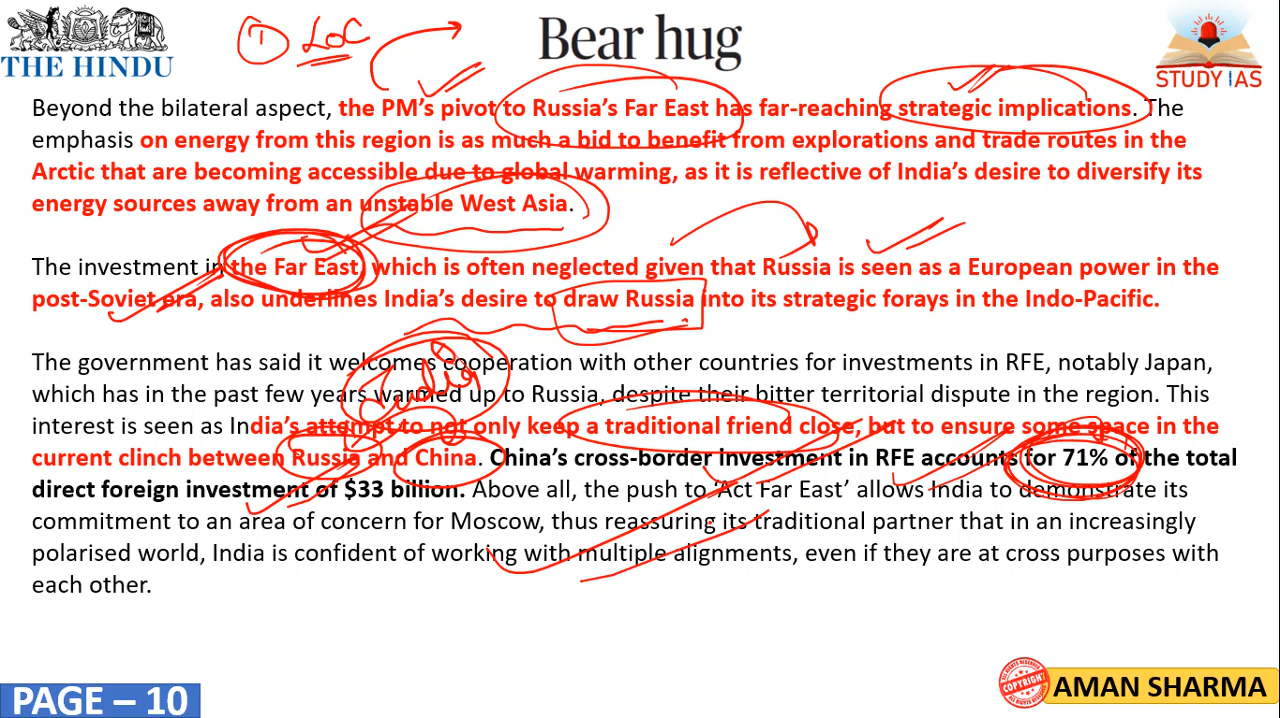 THE HINDU
① LOC
Bear hug
STUDY IAS
Beyond the bilateral aspect, the PM's pivot to Russia's Far East has far-reaching strategic implications. The
emphasis on energy from this region is as much a bid to benefit from explorations and trade routes in the
Arctic that are becoming accessible due to global warming, as it is reflective of India's desire to diversify its
energy sources away from an unstable West Asia.
The investment in the Far East, which is often neglected given that Russia is seen as a European power in the
post-Soviet era, also underlines India's desire to draw Russia into its strategic forays in the Indo-Pacific.
The government has said it welcomes cooperation with other countries for investments in RFE, notably Japan,
which has in the past few years warmed up to Russia, despite their bitter territorial dispute in the region. This
India
interest is seen as India's attempt to not only keep a traditional friend close, but to ensure some space in the
current clinch between Russia and China. China's cross-border investment in RFE accounts for 71% of the total
direct foreign investment of $33 billion. Above all, the push to 'Act Far East' allows India to demonstrate its
commitment to an area of concern for Moscow, thus reassuring its traditional partner that in an increasingly
polarised world, India is confident of working with multiple alignments, even if they are at cross purposes with
each other.
PAGE – 10
COPYRIGHT
AMAN SHARMA